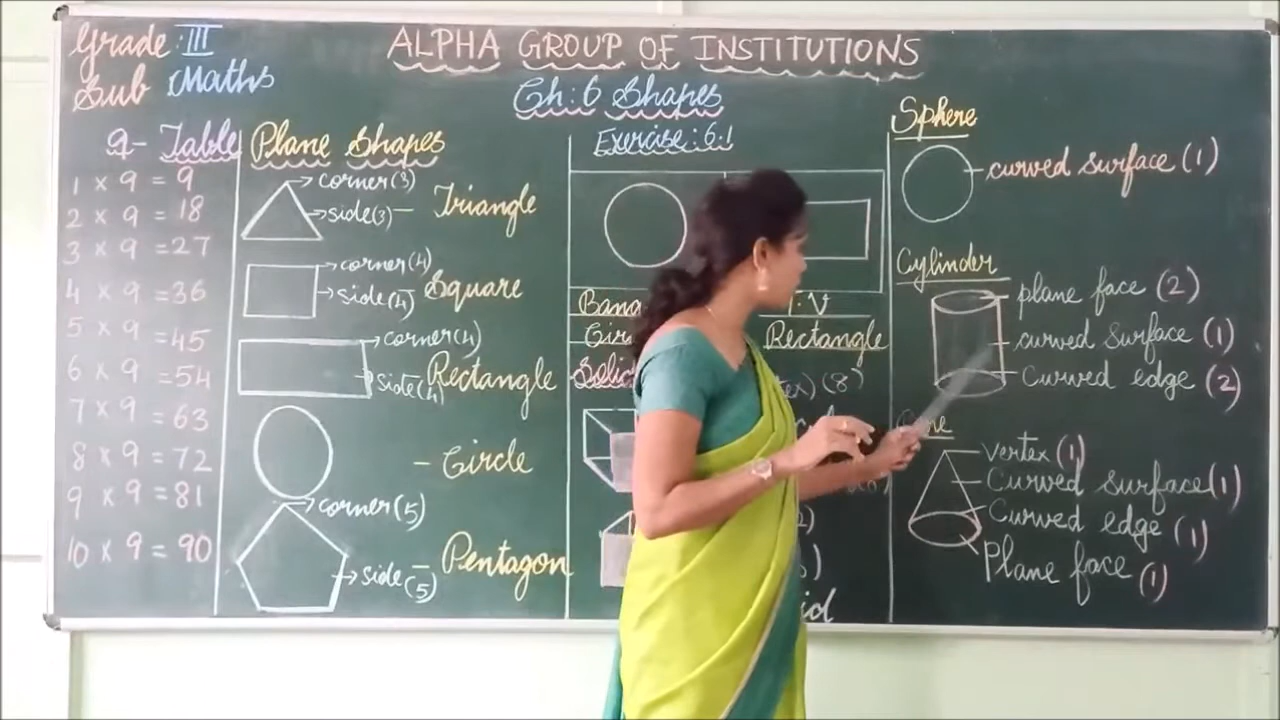 Grade : III
Sub Maths
ALPHA GROUP OF INSTITUTIONS
Ch: 6 Shapes
9- Table
1 x 9 = 9
2 x 9 = 18
3 x 9 = 27
4 x 9 = 36
5 x 9 = 45
6 x 9 = 54
7 x 9 = 63
8 x 9 = 72
9 x 9 = 81
10 x 9 = 90
Plane Shapes
corner(3)
side(3)— Triangle
corner(4)
side(4)- Square
corner(4)
side(4) Rectangle
- Circle
corner(5)
side(5) - Pentagon
Exercise: 6.1
T.V
Rectangle
(8)
Sphere
curved surface (1)
Cylinder
plane face (2)
curved surface (1)
Curved edge (2)
vertex (1)
Curved surface (1)
Curved edge (1)
Plane face (1)